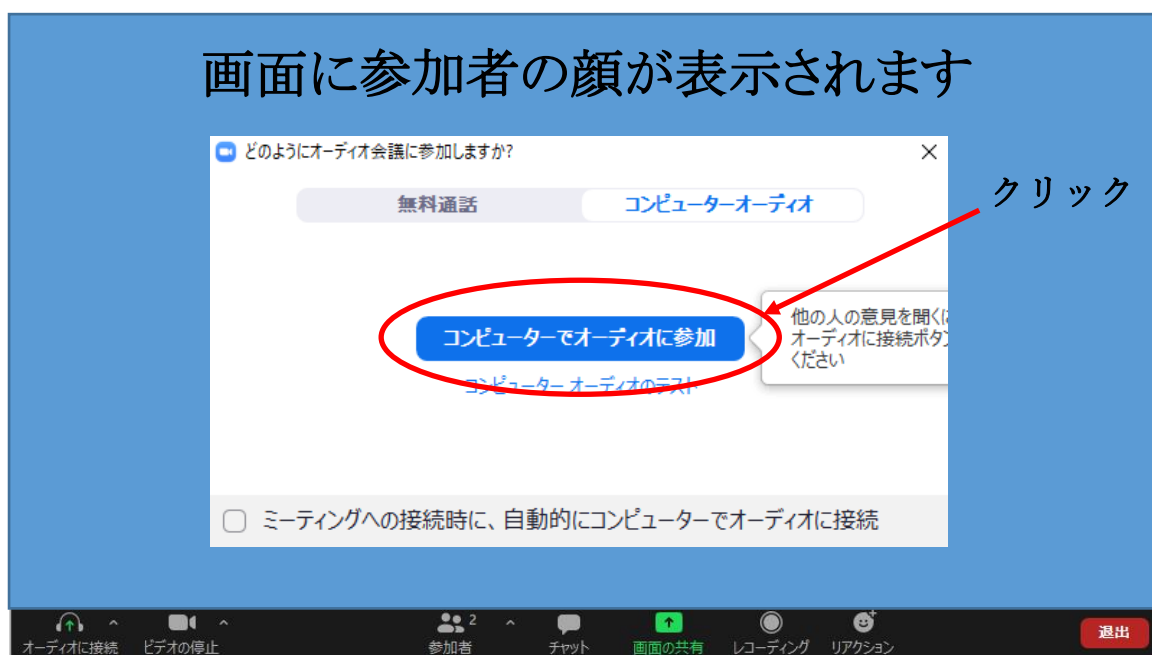 画面に参加者の顔が表示されます
どのようにオーディオ会議に参加しますか?
無料通話 コンピューターオーディオ
クリック
コンピューターでオーディオに参加
他の人の意見を聞くに
オーディオに接続ボタン
ください
コンピューター オーディオのテスト
ミーティングへの接続時に、自動的にコンピューターでオーディオに接続
オーディオに接続 ビデオの停止 参加者 2 チャット 画面の共有 レコーディング リアクション 退出